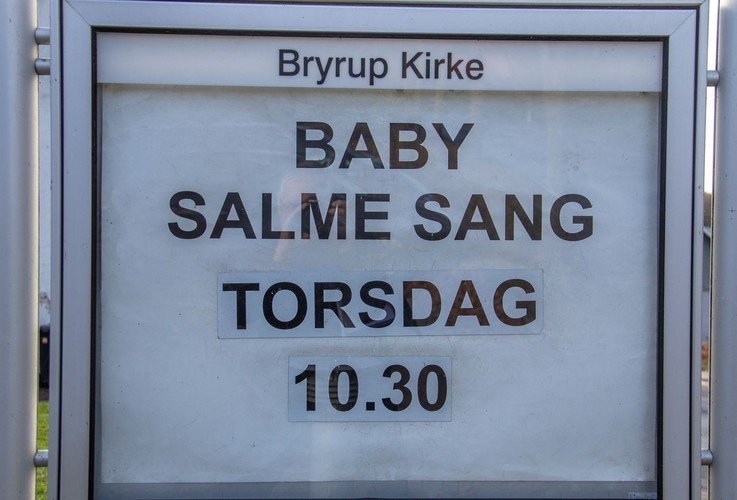 Bryrup Kirke
BABY
SALME SANG
TORSDAG
10.30